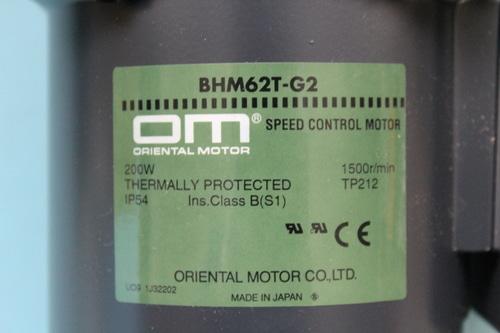 BHM62T-G2
om® SPEED CONTROL MOTOR
ORIENTAL MOTOR
200W 1500r/min
THERMALLY PROTECTED TP212
IP54 Ins.Class B(S1)
CE
ORIENTAL MOTOR CO.,LTD.
1J32202
MADE IN JAPAN